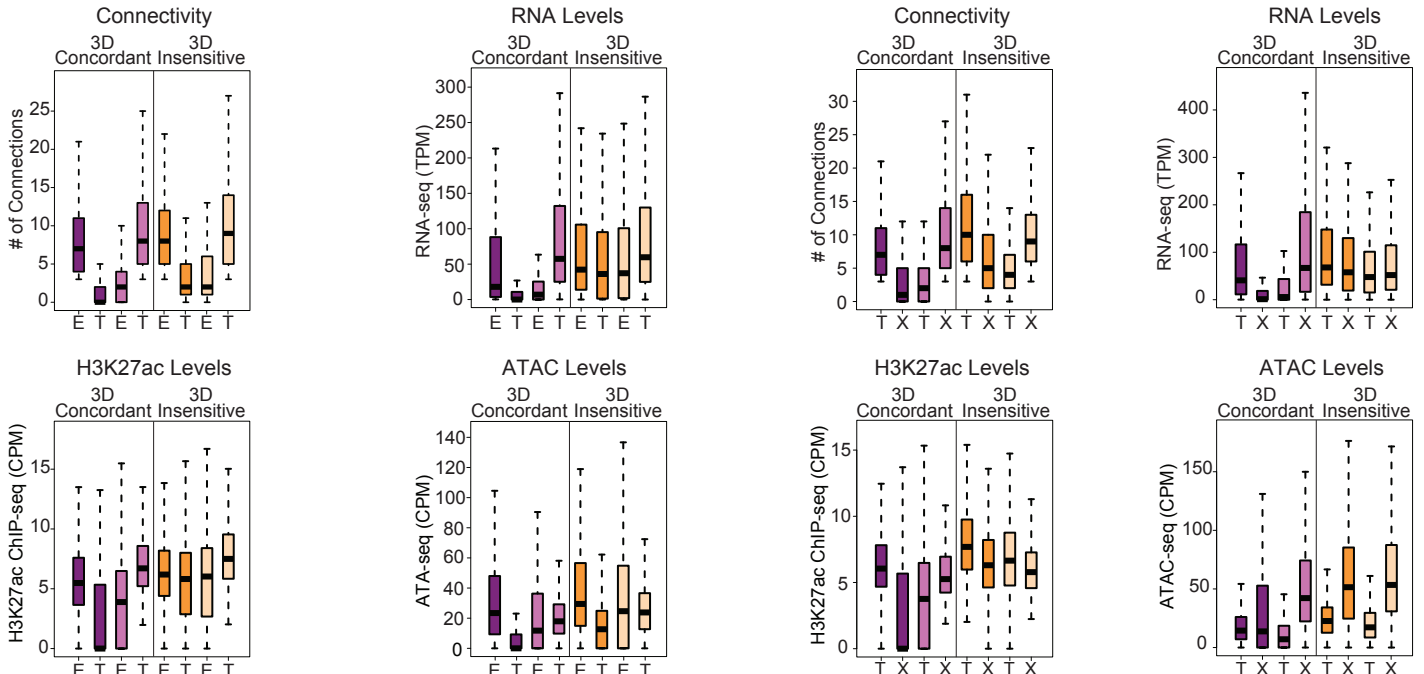 Connectivity
3D 3D
Concordant Insensitive
# of Connections
25
20
15
10
5
0
E T E T E T E T
RNA Levels
3D 3D
Concordant Insensitive
RNA-seq (TPM)
300
250
200
150
100
50
0
E T E T E T E T
Connectivity
3D 3D
Concordant Insensitive
# of Connections
30
25
20
15
10
5
0
T X T X T X T X
RNA Levels
3D 3D
Concordant Insensitive
RNA-seq (TPM)
400
300
200
100
0
T X T X T X T X
H3K27ac Levels
3D 3D
Concordant Insensitive
H3K27ac ChIP-seq (CPM)
15
10
5
0
E T E T E T E T
ATAC Levels
3D 3D
Concordant Insensitive
ATA-seq (CPM)
140
120
100
80
60
40
20
0
E T E T E T E T
H3K27ac Levels
3D 3D
Concordant Insensitive
H3K27ac ChIP-seq (CPM)
15
10
5
0
T X T X T X T X
ATAC Levels
3D 3D
Concordant Insensitive
ATAC-seq (CPM)
150
100
50
0
T X T X T X T X